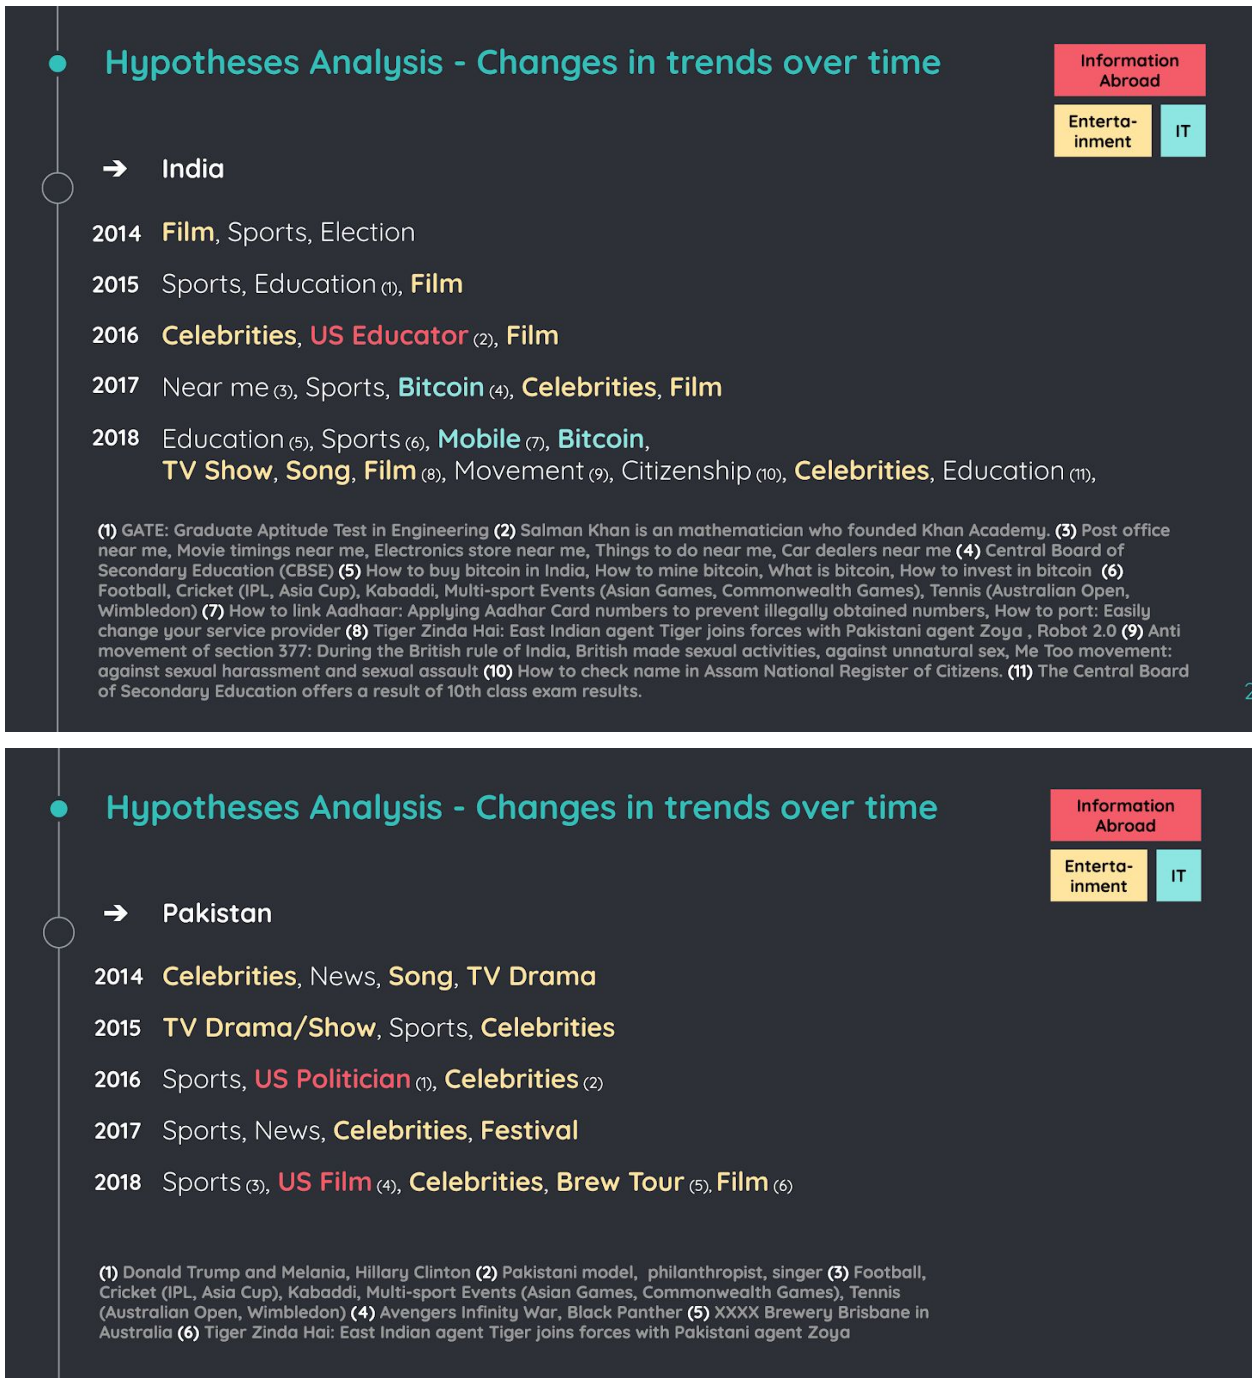 Hypotheses Analysis - Changes in trends over time
Information
Abroad
Enterta-
inment
IT
➔ India
2014 Film, Sports, Election
2015 Sports, Education (1), Film
2016 Celebrities, US Educator (2), Film
2017 Near me (3), Sports, Bitcoin (4), Celebrities, Film
2018 Education (5), Sports (6), Mobile (7), Bitcoin,
TV Show, Song, Film (8), Movement (9), Citizenship (10), Celebrities, Education (11),
(1) GATE: Graduate Aptitude Test in Engineering (2) Salman Khan is an mathematician who founded Khan Academy. (3) Post office
near me, Movie timings near me, Electronics store near me, Things to do near me, Car dealers near me (4) Central Board of
Secondary Education (CBSE) (5) How to buy bitcoin in India, How to mine bitcoin, What is bitcoin, How to invest in bitcoin (6)
Football, Cricket (IPL, Asia Cup), Kabaddi, Multi-sport Events (Asian Games, Commonwealth Games), Tennis (Australian Open,
Wimbledon) (7) How to link Aadhaar: Applying Aadhar Card numbers to prevent illegally obtained numbers, How to port: Easily
change your service provider (8) Tiger Zinda Hai: East Indian agent Tiger joins forces with Pakistani agent Zoya , Robot 2.0 (9) Anti
movement of section 377: During the British rule of India, British made sexual activities, against unnatural sex, Me Too movement:
against sexual harassment and sexual assault (10) How to check name in Assam National Register of Citizens. (11) The Central Board
of Secondary Education offers a result of 10th class exam results.
Hypotheses Analysis - Changes in trends over time
Information
Abroad
Enterta-
inment
IT
➔ Pakistan
2014 Celebrities, News, Song, TV Drama
2015 TV Drama/Show, Sports, Celebrities
2016 Sports, US Politician (1), Celebrities (2)
2017 Sports, News, Celebrities, Festival
2018 Sports (3), US Film (4), Celebrities, Brew Tour (5), Film (6)
(1) Donald Trump and Melania, Hillary Clinton (2) Pakistani model, philanthropist, singer (3) Football,
Cricket (IPL, Asia Cup), Kabaddi, Multi-sport Events (Asian Games, Commonwealth Games), Tennis
(Australian Open, Wimbledon) (4) Avengers Infinity War, Black Panther (5) XXXX Brewery Brisbane in
Australia (6) Tiger Zinda Hai: East Indian agent Tiger joins forces with Pakistani agent Zoya